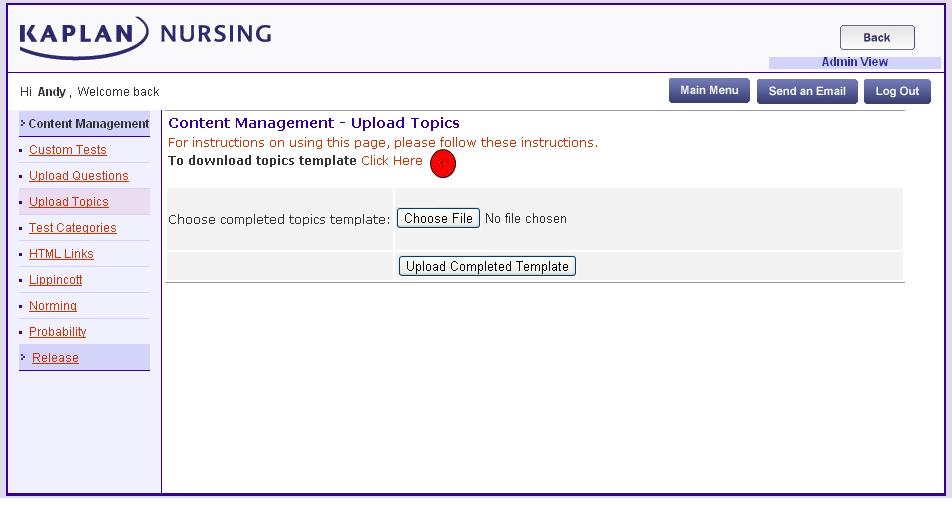 KAPLAN NURSING
Back
Admin View
Hi Andy , Welcome back
Main Menu
Send an Email
Log Out
Content Management
Custom Tests
Upload Questions
Upload Topics
Test Categories
HTML Links
Lippincott
Norming
Probability
Release
Content Management - Upload Topics
For instructions on using this page, please follow these instructions.
To download topics template Click Here
Choose completed topics template: Choose File No file chosen
Upload Completed Template